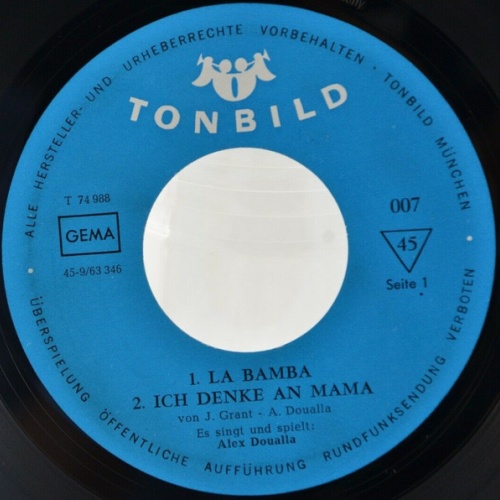 ALLE HERSTELLER- UND URHEBERRECHTE VORBEHALTEN · TONBILD MÜNCHEN
TONBILD
T 74 988
GEMA
45-9/63 346
007
45
Seite 1
1. LA BAMBA
2. ICH DENKE AN MAMA
von J. Grant - A. Doualla
Es singt und spielt:
Alex Doualla
ÜBERSPIELUNG ÖFFENTLICHE AUFFÜHRUNG RUNDFUNKSENDUNG VERBOTEN